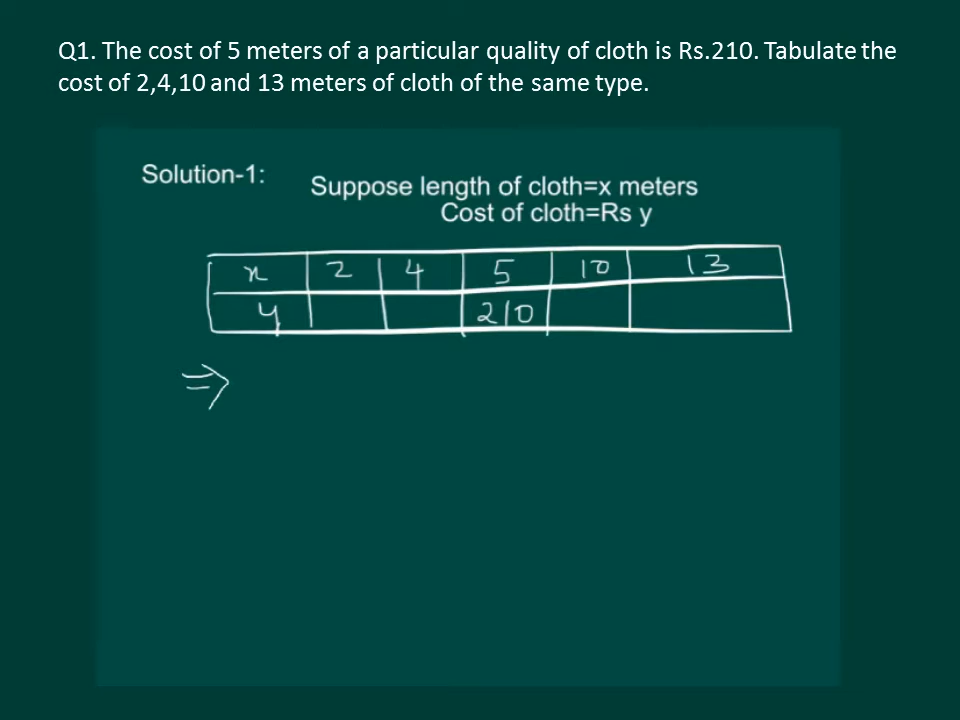 Q1. The cost of 5 meters of a particular quality of cloth is Rs.210. Tabulate the
cost of 2,4,10 and 13 meters of cloth of the same type.
Solution-1:
Suppose length of cloth=x meters
Cost of cloth=Rs y
x 2 4 5 10 13
y 210
⇒